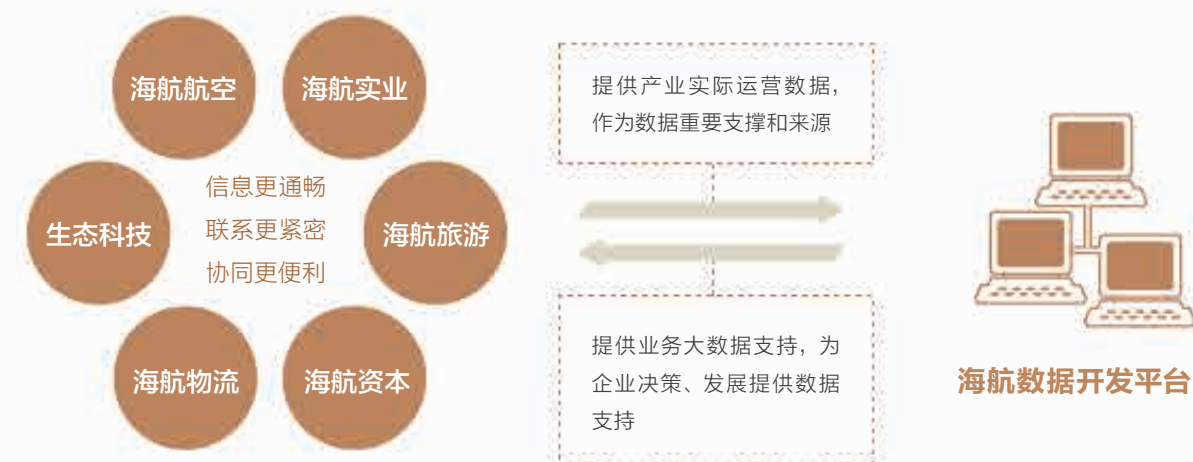 海航航空
海航实业
生态科技
信息更通畅
联系更紧密
协同更便利
海航旅游
海航物流
海航资本
提供产业实际运营数据，
作为数据重要支撑和来源
提供业务大数据支持，为
企业决策、发展提供数据
支持
海航数据开发平台